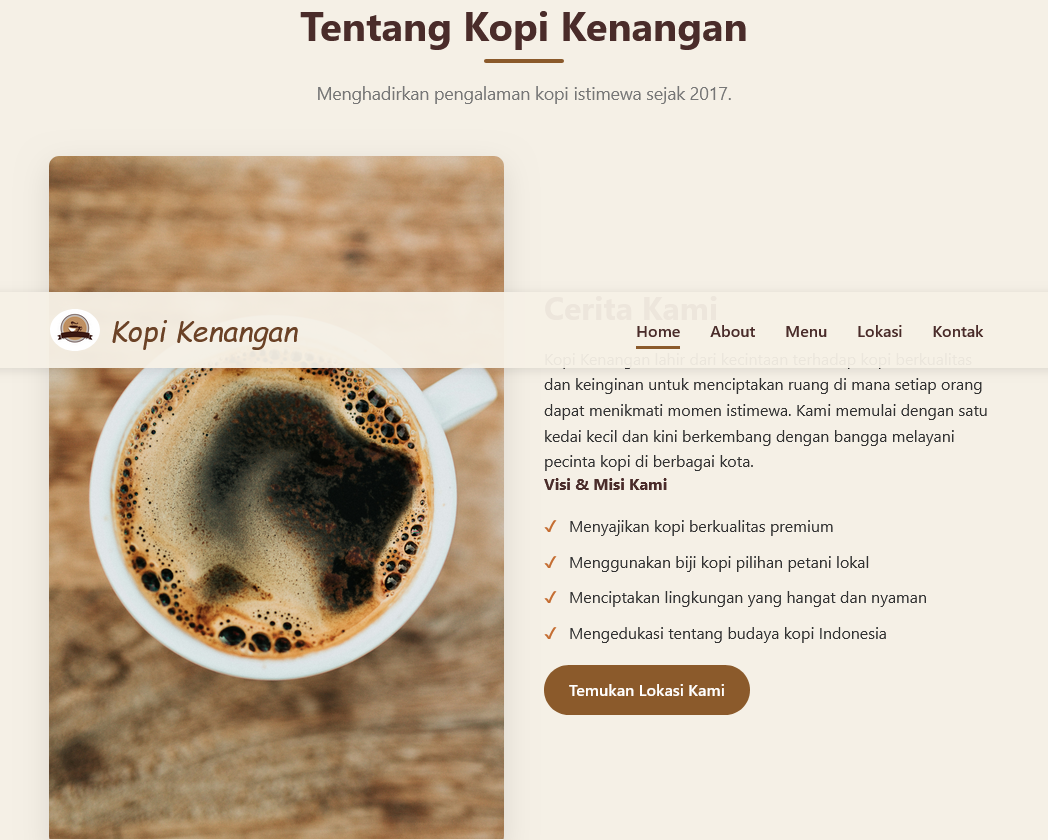 Tentang Kopi Kenangan
Menghadirkan pengalaman kopi istimewa sejak 2017.
Kopi Kenangan
Home
About
Menu
Lokasi
Kontak
Cerita Kami
Kopi Kenangan lahir dari kecintaan terhadap kopi berkualitas
dan keinginan untuk menciptakan ruang di mana setiap orang
dapat menikmati momen istimewa. Kami memulai dengan satu
kedai kecil dan kini berkembang dengan bangga melayani
pecinta kopi di berbagai kota.
Visi & Misi Kami
✓ Menyajikan kopi berkualitas premium
✓ Menggunakan biji kopi pilihan petani lokal
✓ Menciptakan lingkungan yang hangat dan nyaman
✓ Mengedukasi tentang budaya kopi Indonesia
Temukan Lokasi Kami